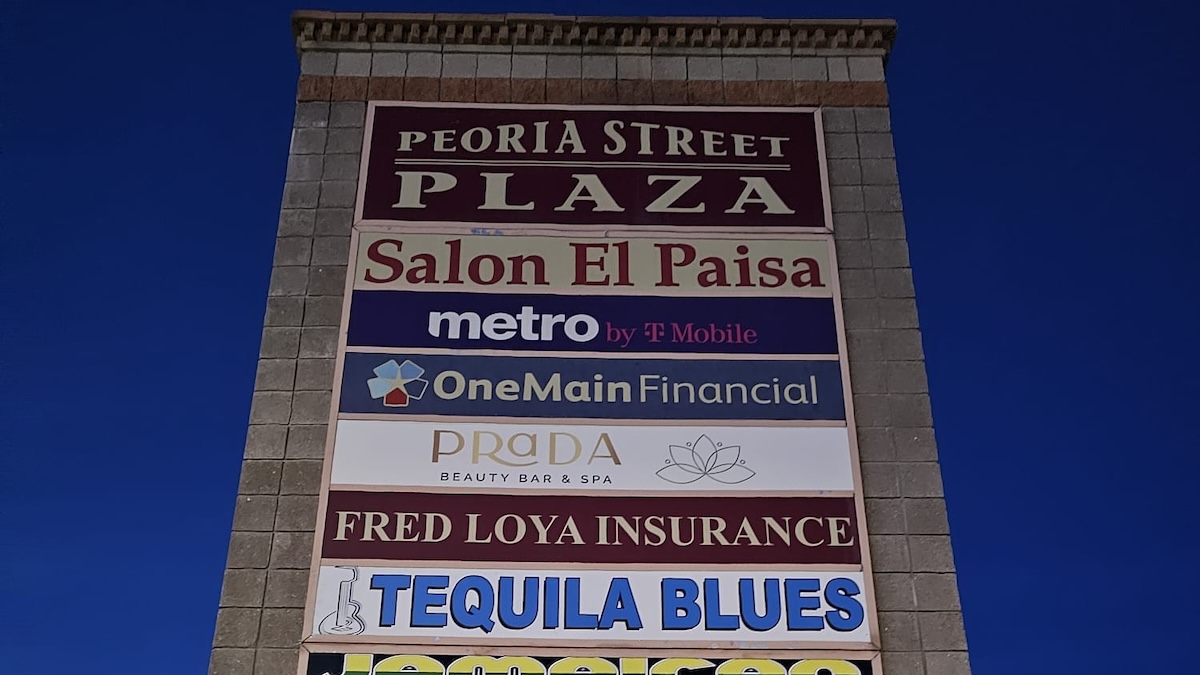 PEORIA STREET
PLAZA
Salon El Paisa
metro by T Mobile
OneMain Financial
PRaDA
BEAUTY BAR & SPA
FRED LOYA INSURANCE
TEQUILA BLUES